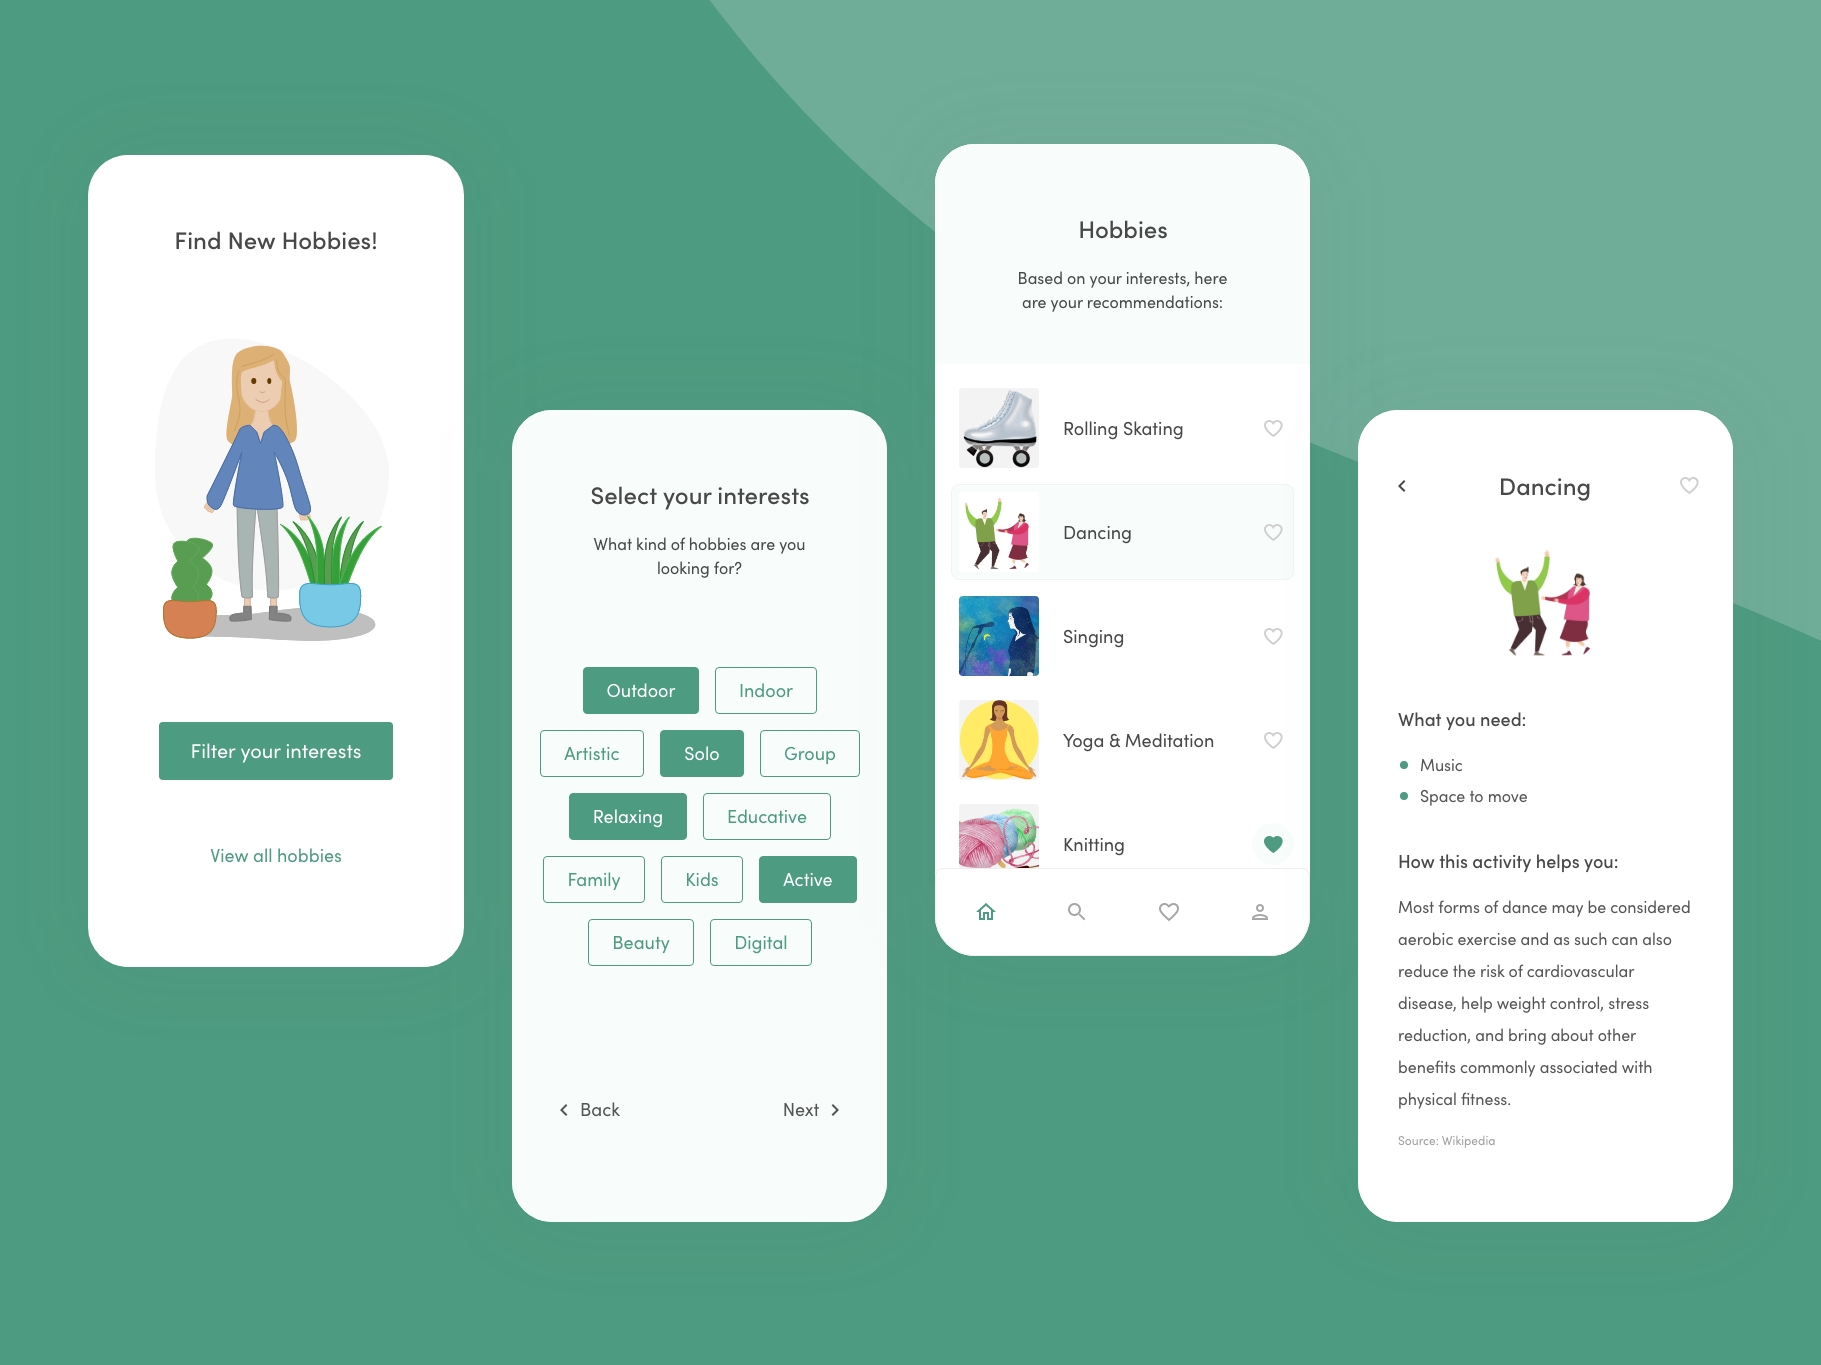 Find New Hobbies!
Filter your interests
View all hobbies
Select your interests
What kind of hobbies are you
looking for?
Outdoor
Indoor
Artistic
Solo
Group
Relaxing
Educative
Family
Kids
Active
Beauty
Digital
Back
Next
Hobbies
Based on your interests, here
are your recommendations:
Rolling Skating
Dancing
Singing
Yoga & Meditation
Knitting
Dancing
What you need:
Music
Space to move
How this activity helps you:
Most forms of dance may be considered
aerobic exercise and as such can also
reduce the risk of cardiovascular
disease, help weight control, stress
reduction, and bring about other
benefits commonly associated with
physical fitness.
Source: Wikipedia